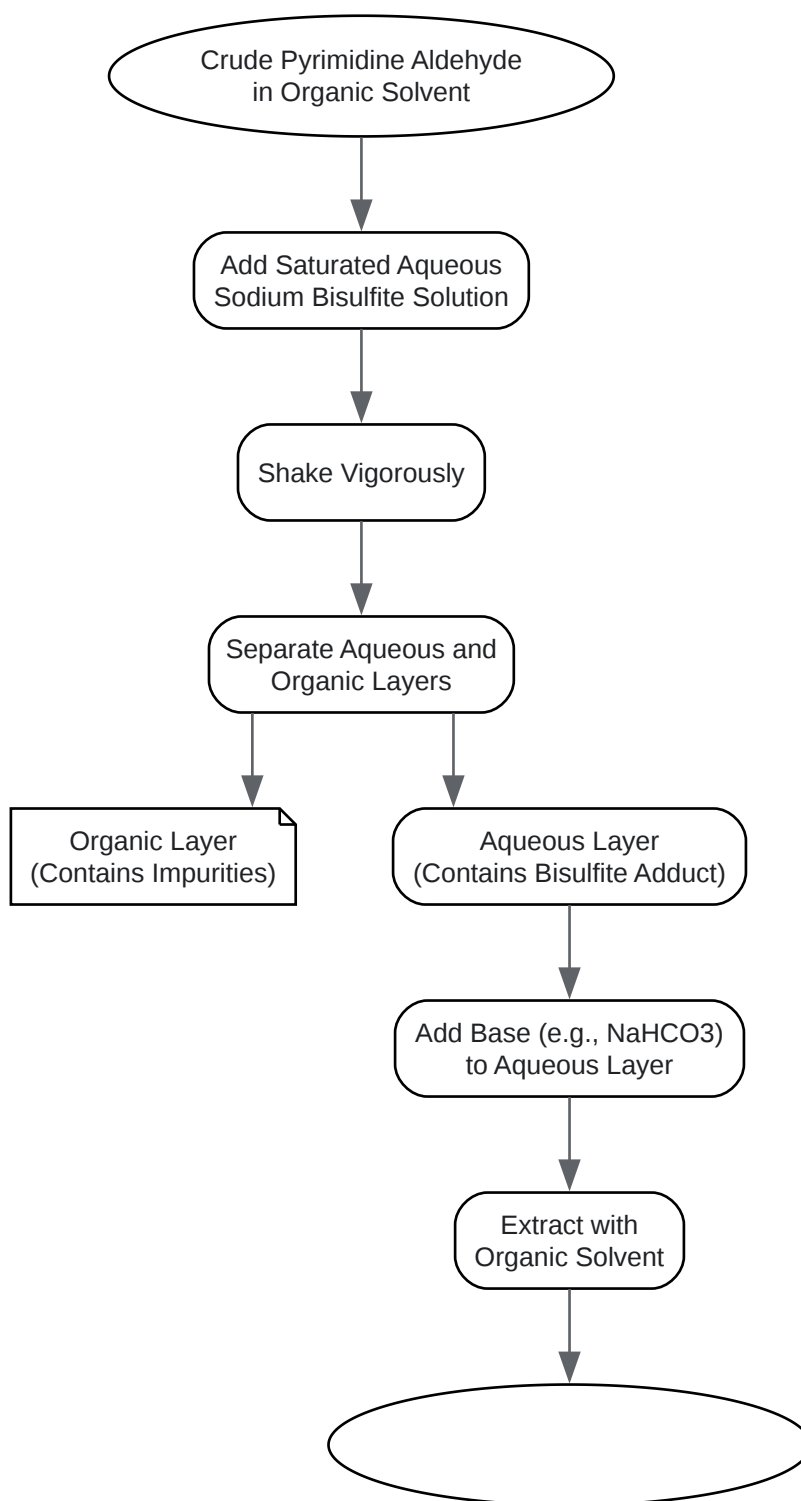 Crude Pyrimidine Aldehyde
in Organic Solvent
Add Saturated Aqueous
Sodium Bisulfite Solution
Shake Vigorously
Separate Aqueous and
Organic Layers
Organic Layer
(Contains Impurities)
Aqueous Layer
(Contains Bisulfite Adduct)
Add Base (e.g., NaHCO3)
to Aqueous Layer
Extract with
Organic Solvent